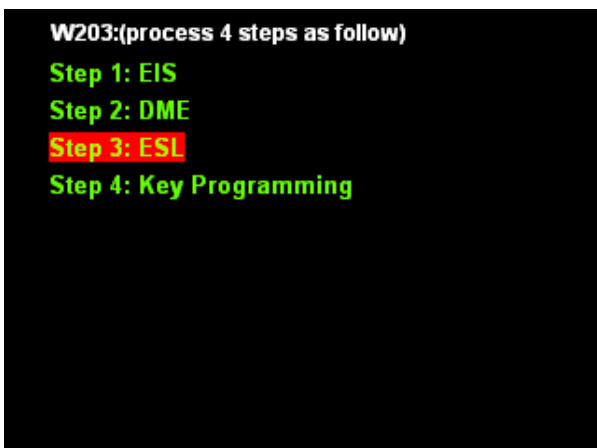 W203:(process 4 steps as follow)
Step 1: EIS
Step 2: DME
Step 3: ESL
Step 4: Key Programming